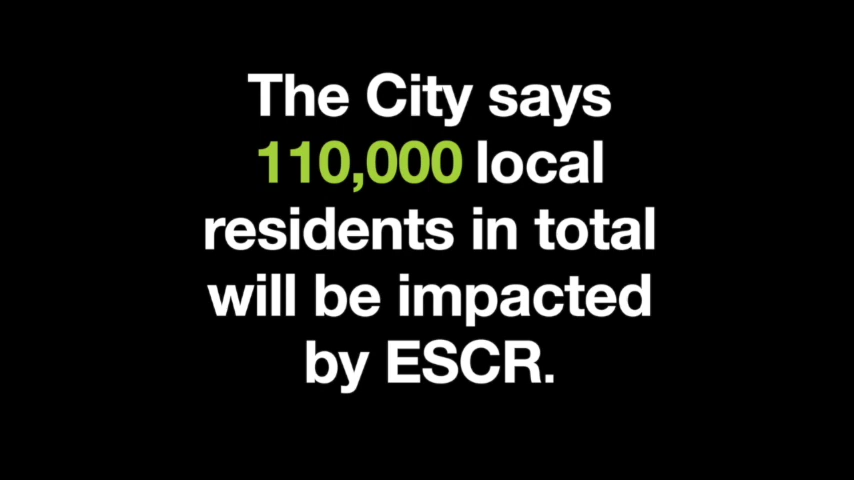 The City says
110,000 local
residents in total
will be impacted
by ESCR.